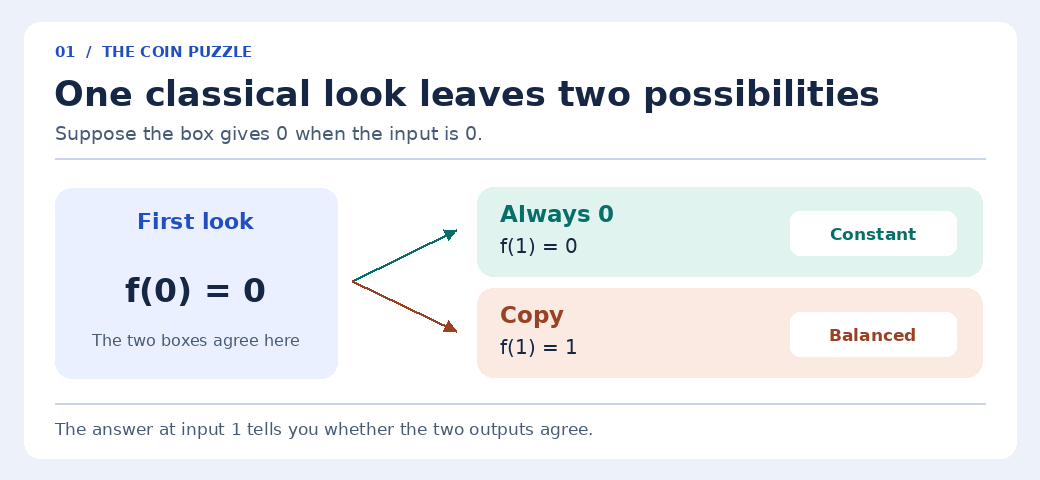 01 / THE COIN PUZZLE
One classical look leaves two possibilities
Suppose the box gives 0 when the input is 0.
First look
f(0) = 0
The two boxes agree here
Always 0
f(1) = 0
Constant
Copy
f(1) = 1
Balanced
The answer at input 1 tells you whether the two outputs agree.